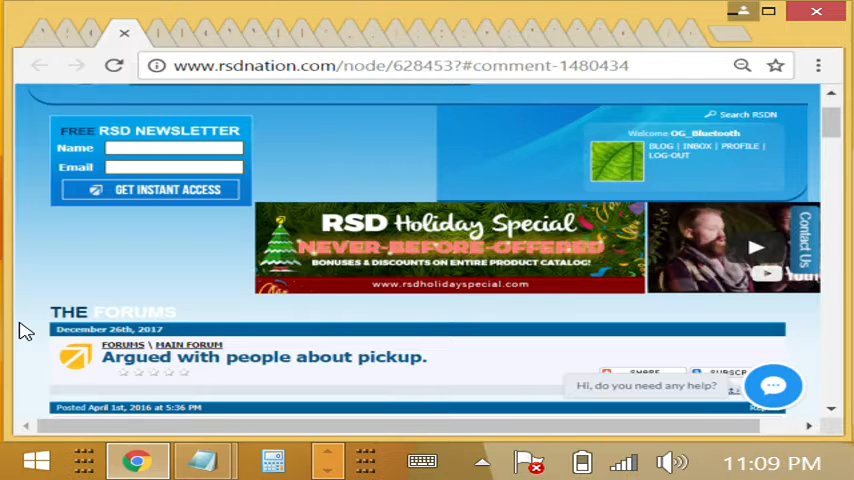 www.rsdnation.com/node/628453?#comment-1480434
Search RSDN
FREE RSD NEWSLETTER
Name
Email
GET INSTANT ACCESS
Welcome OG_Bluetooth
BLOG | INBOX | PROFILE |
LOG-OUT
RSD Holiday Special
NEVER-BEFORE-OFFERED
BONUSES & DISCOUNTS ON ENTIRE PRODUCT CATALOG!
www.rsdholidayspecial.com
Contact Us
THE FORUMS
December 26th, 2017
FORUMS \ MAIN FORUM
Argued with people about pickup.
SHARE
SUBSC
Hi, do you need any help?
Posted April 1st, 2016 at 5:36 PM
11:09 PM